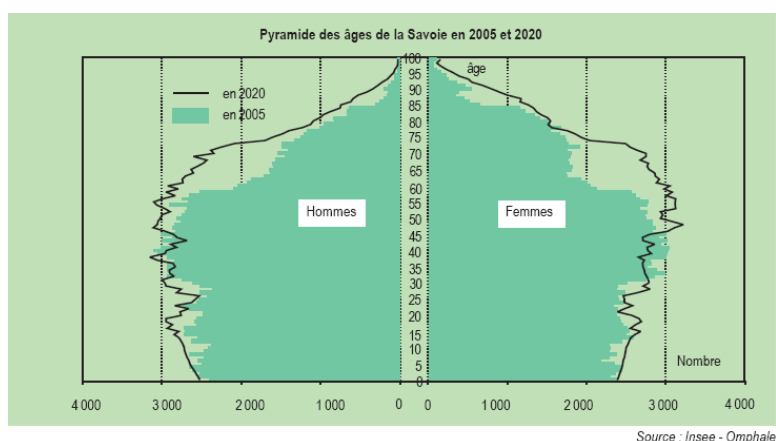 Pyramide des âges de la Savoie en 2005 et 2020
âge
en 2020
en 2005
Hommes
Femmes
Nombre
100
95
90
85
80
75
70
65
60
55
50
45
40
35
30
25
20
15
10
5
0
4 000 3 000 2 000 1 000 0 0 1 000 2 000 3 000 4 000
Source : Insee - Omphale